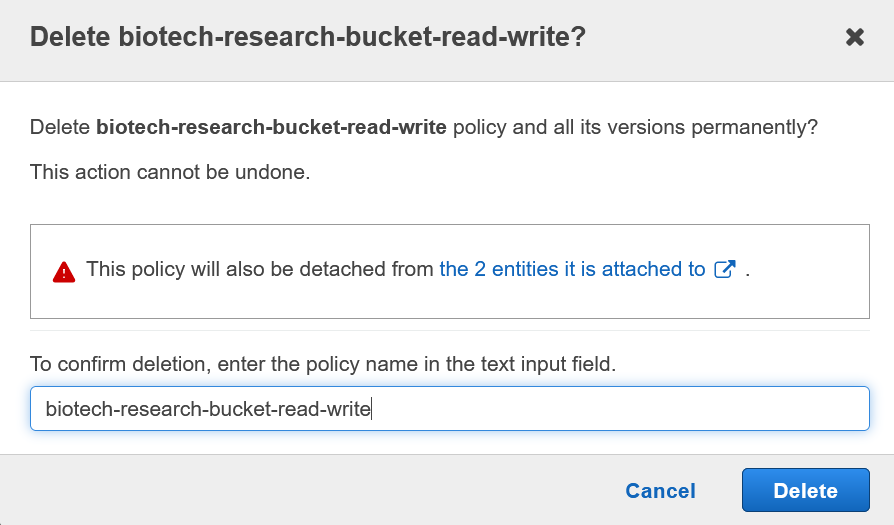 Delete biotech-research-bucket-read-write?
Delete biotech-research-bucket-read-write policy and all its versions permanently?
This action cannot be undone.
This policy will also be detached from the 2 entities it is attached to .
To confirm deletion, enter the policy name in the text input field.
biotech-research-bucket-read-write
Cancel Delete